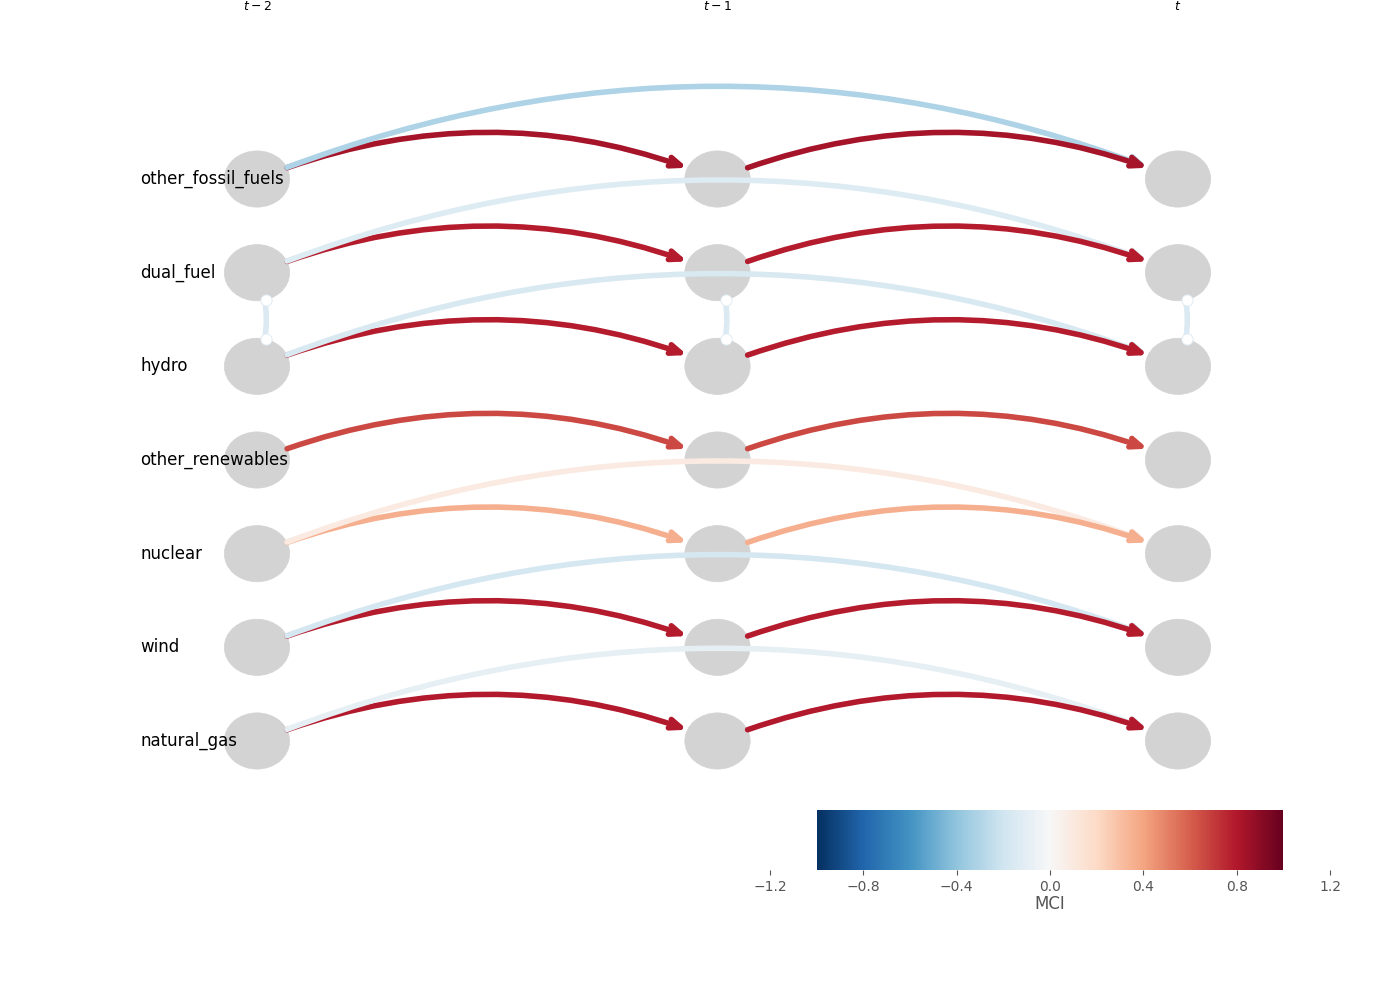 t − 2 t − 1 t
other_fossil_fuels
dual_fuel
hydro
other_renewables
nuclear
wind
natural_gas
−1.2 −0.8 −0.4 0.0 0.4 0.8 1.2
MCI